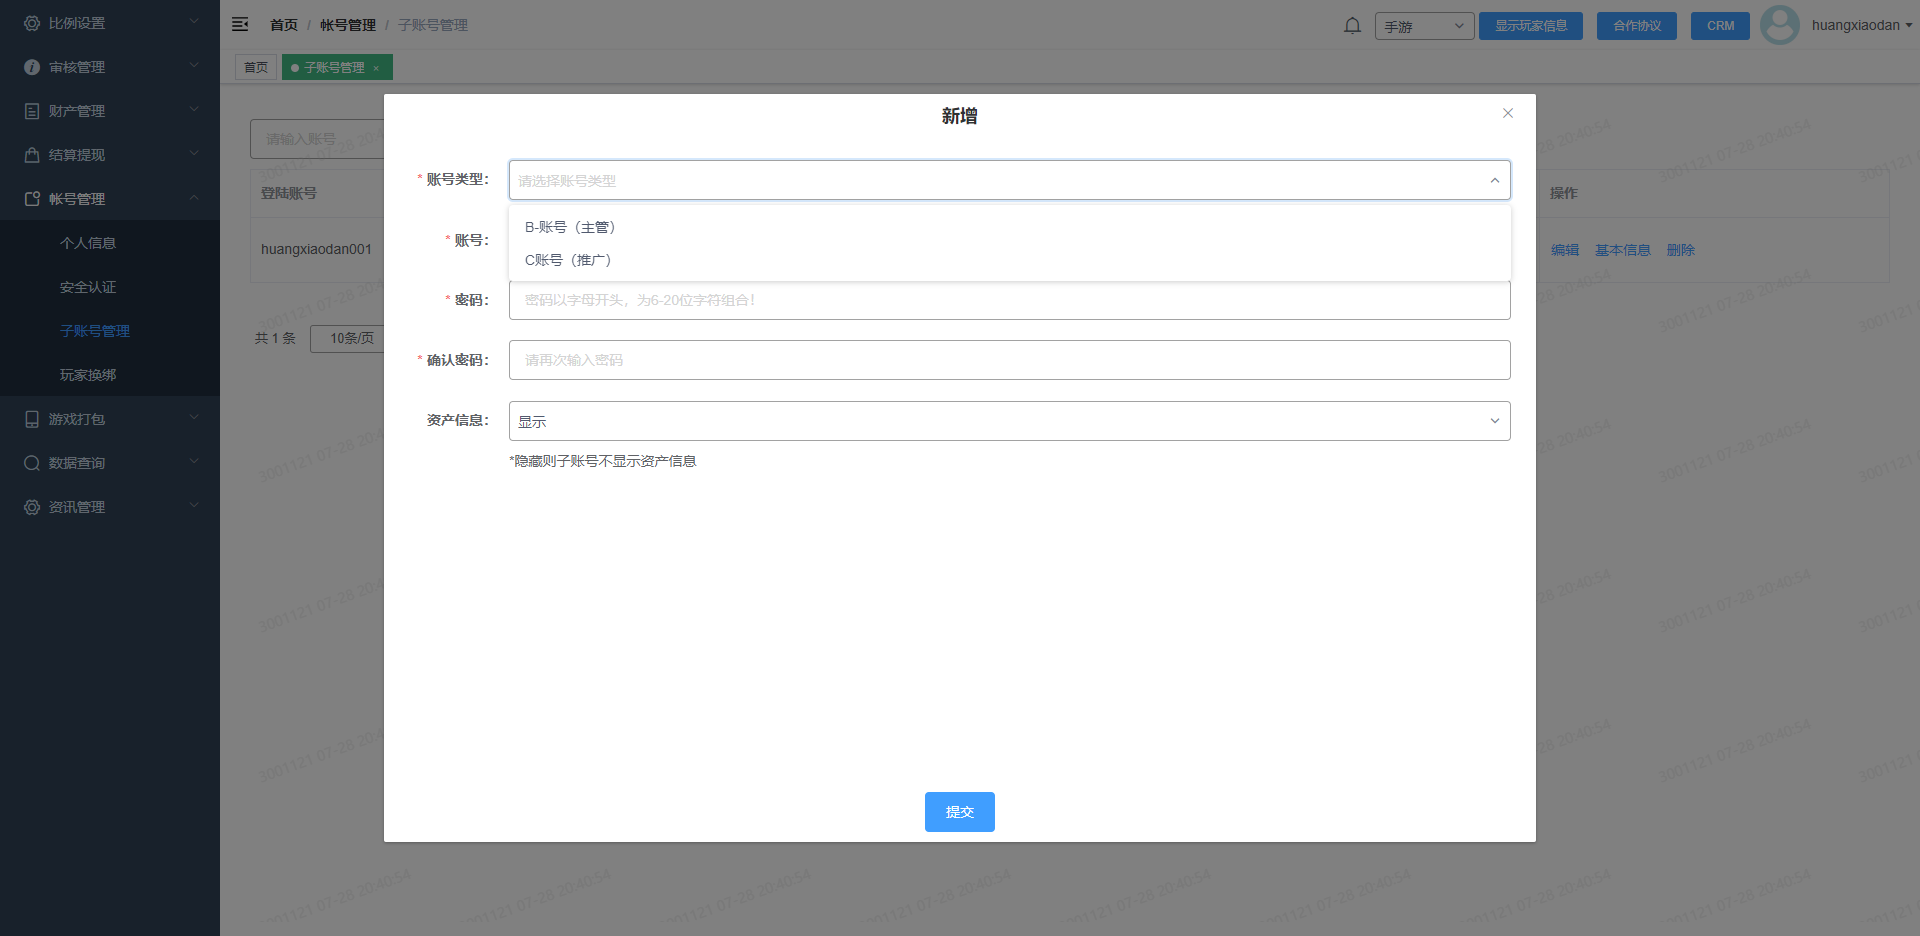 比例设置
审核管理
财产管理
结算提现
帐号管理
个人信息
安全认证
子账号管理
玩家换绑
游戏打包
数据查询
资讯管理
首页 / 帐号管理 / 子账号管理
手游
显示玩家信息
合作协议
CRM
huangxiaodan
首页
子账号管理 ×
请输入账号
登陆账号
操作
huangxiaodan001
编辑 基本信息 删除
共 1 条
10条/页
新增
* 账号类型：
请选择账号类型
B-账号（主管）
C账号（推广）
* 账号：
* 密码：
密码以字母开头，为6-20位字符组合！
* 确认密码：
请再次输入密码
资产信息：
显示
*隐藏则子账号不显示资产信息
提交
3001121 07-28 20:40:54